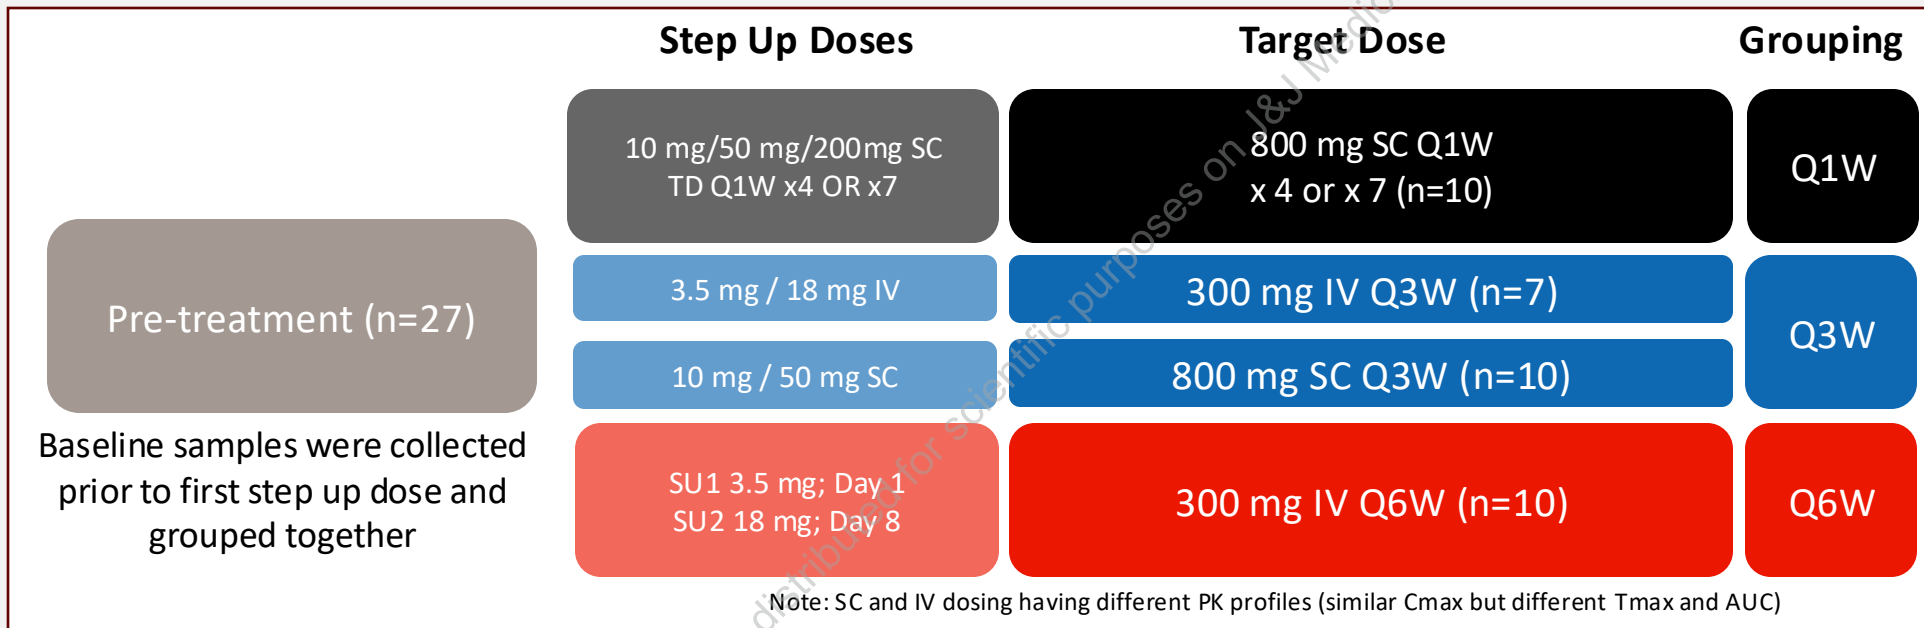 Step Up Doses
Target Dose
Grouping
10 mg/50 mg/200mg SC
TD Q1W x4 OR x7
800 mg SC Q1W
x 4 or x 7 (n=10)
Q1W
Pre-treatment (n=27)
Baseline samples were collected
prior to first step up dose and
grouped together
3.5 mg / 18 mg IV
300 mg IV Q3W (n=7)
Q3W
10 mg / 50 mg SC
800 mg SC Q3W (n=10)
SU1 3.5 mg; Day 1
SU2 18 mg; Day 8
300 mg IV Q6W (n=10)
Q6W
Note: SC and IV dosing having different PK profiles (similar Cmax but different Tmax and AUC)
distributed for scientific purposes on J&J